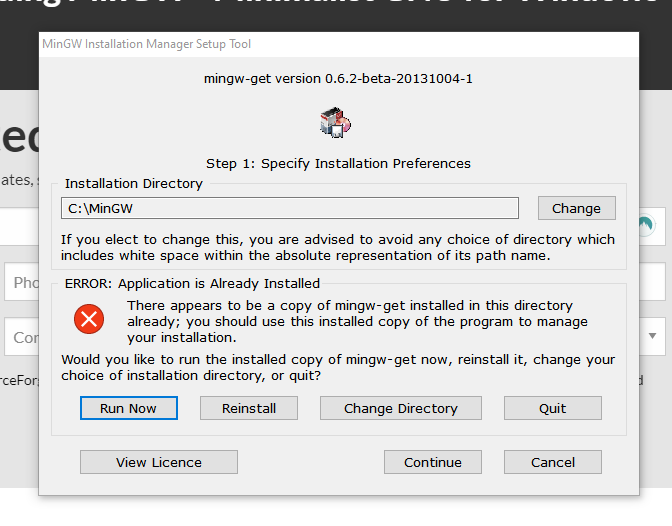 MinGW Installation Manager Setup Tool
mingw-get version 0.6.2-beta-20131004-1
Step 1: Specify Installation Preferences
Installation Directory
C:\MinGW
Change
If you elect to change this, you are advised to avoid any choice of directory which
includes white space within the absolute representation of its path name.
ERROR: Application is Already Installed
There appears to be a copy of mingw-get installed in this directory
already; you should use this installed copy of the program to manage
your installation.
Would you like to run the installed copy of mingw-get now, reinstall it, change your
choice of installation directory, or quit?
Run Now
Reinstall
Change Directory
Quit
View Licence
Continue
Cancel